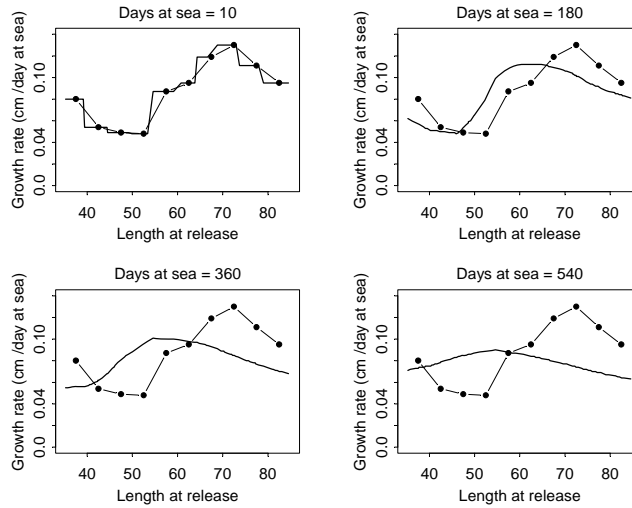 Days at sea = 10
Growth rate (cm /day at sea)
0.0 0.04 0.10
40 50 60 70 80
Length at release
Days at sea = 180
Growth rate (cm /day at sea)
0.0 0.04 0.10
40 50 60 70 80
Length at release
Days at sea = 360
Growth rate (cm /day at sea)
0.0 0.04 0.10
40 50 60 70 80
Length at release
Days at sea = 540
Growth rate (cm /day at sea)
0.0 0.04 0.10
40 50 60 70 80
Length at release